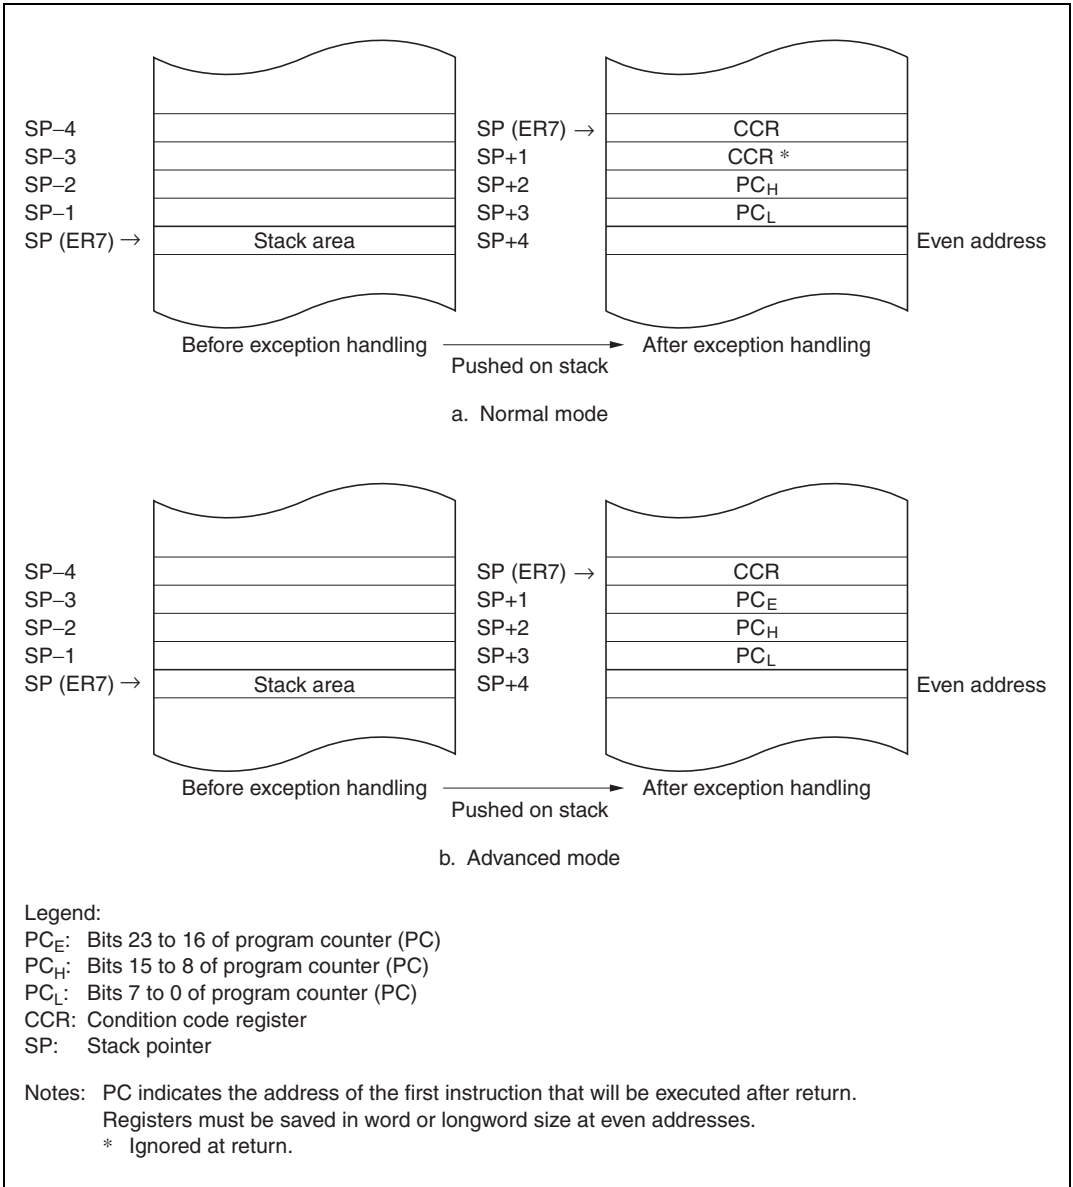 SP–4 SP (ER7) → CCR
SP–3 SP+1 CCR *
SP–2 SP+2 PCH
SP–1 SP+3 PCL
SP (ER7) → Stack area SP+4 Even address
Before exception handling After exception handling
Pushed on stack
a. Normal mode
SP–4 SP (ER7) → CCR
SP–3 SP+1 PCE
SP–2 SP+2 PCH
SP–1 SP+3 PCL
SP (ER7) → Stack area SP+4 Even address
Before exception handling After exception handling
Pushed on stack
b. Advanced mode
Legend:
PCE: Bits 23 to 16 of program counter (PC)
PCH: Bits 15 to 8 of program counter (PC)
PCL: Bits 7 to 0 of program counter (PC)
CCR: Condition code register
SP: Stack pointer
Notes: PC indicates the address of the first instruction that will be executed after return.
Registers must be saved in word or longword size at even addresses.
* Ignored at return.